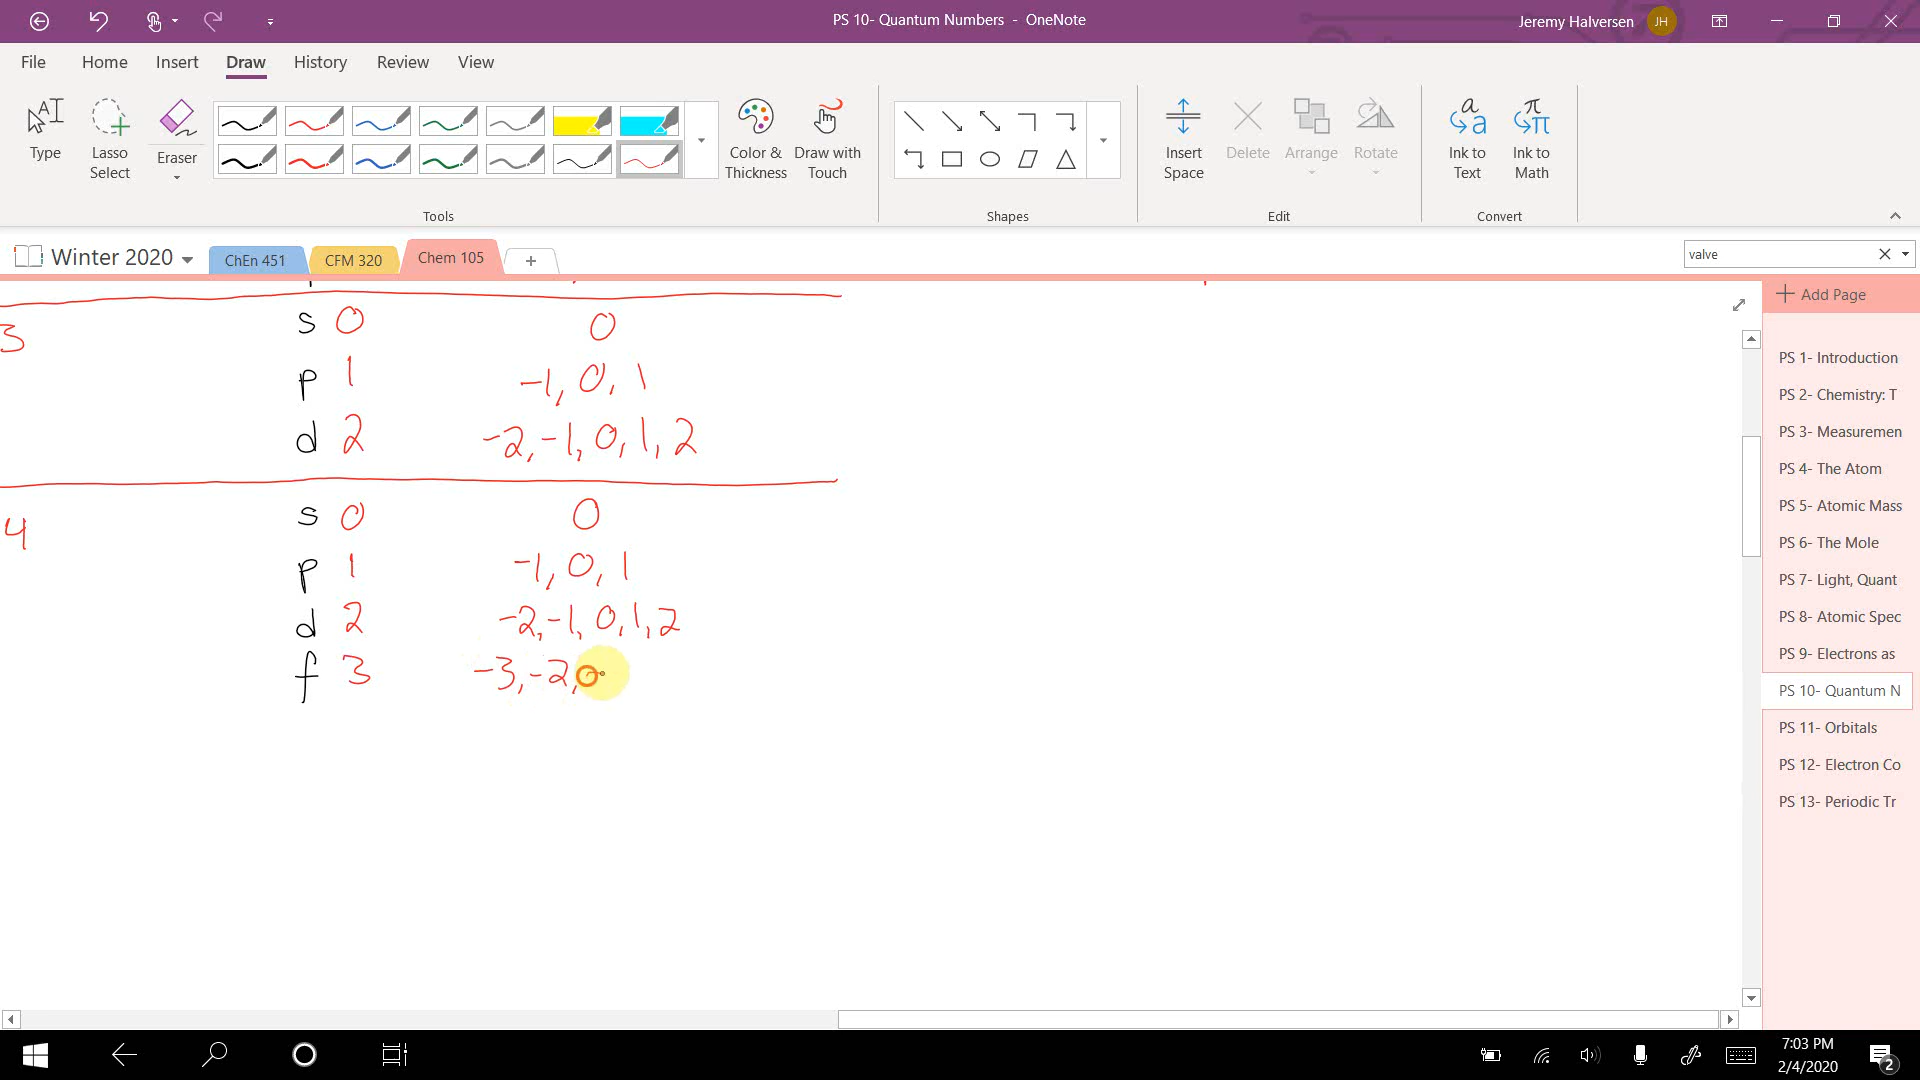 PS 10- Quantum Numbers - OneNote
Jeremy Halversen JH
File Home Insert Draw History Review View
Type Lasso Select Eraser
Color & Thickness Draw with Touch
Insert Space Delete Arrange Rotate
Ink to Text Ink to Math
Tools Shapes Edit Convert
Winter 2020 ChEn 451 CFM 320 Chem 105 +
valve
Add Page
PS 1- Introduction
PS 2- Chemistry: T
PS 3- Measuremen
PS 4- The Atom
PS 5- Atomic Mass
PS 6- The Mole
PS 7- Light, Quant
PS 8- Atomic Spec
PS 9- Electrons as
PS 10- Quantum N
PS 11- Orbitals
PS 12- Electron Co
PS 13- Periodic Tr
3 s 0 0
p 1 -1, 0, 1
d 2 -2, -1, 0, 1, 2
4 s 0 0
p 1 -1, 0, 1
d 2 -2, -1, 0, 1, 2
f 3 -3, -2,
7:03 PM
2/4/2020
2